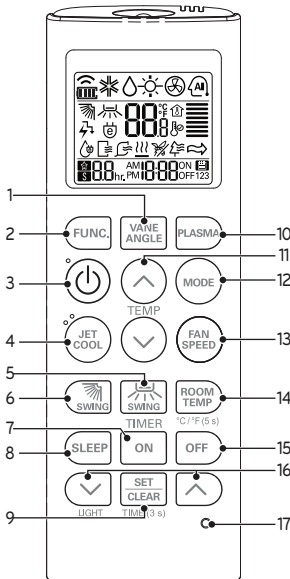 AI
88 °C °F
AM 18:88 ON
88 hr. PM OFF 123
1
2 FUNC. VANE ANGLE PLASMA 10
11
3 MODE 12
TEMP
4 JET COOL FAN SPEED 13
5
6 SWING SWING ROOM TEMP 14
TIMER °C/°F (5 s)
7
8 SLEEP ON OFF 15
16
SET CLEAR
9 LIGHT TIME(3 s)
17